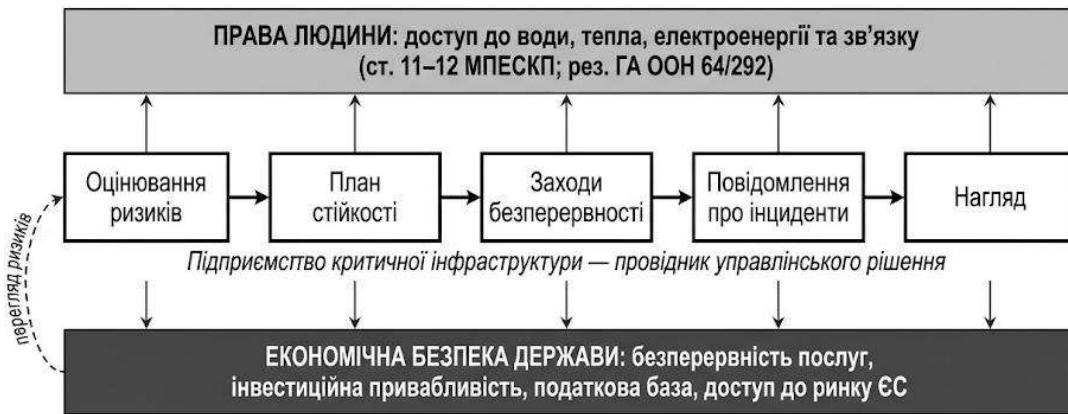 ПРАВА ЛЮДИНИ: доступ до води, тепла, електроенергії та зв’язку
(ст. 11–12 МПЕСКП; рез. ГА ООН 64/292)
Оцінювання
ризиків
План
стійкості
Заходи
безперервності
Повідомлення
про інциденти
Нагляд
перегляд ризиків
Підприємство критичної інфраструктури — провідник управлінського рішення
ЕКОНОМІЧНА БЕЗПЕКА ДЕРЖАВИ: безперервність послуг,
інвестиційна привабливість, податкова база, доступ до ринку ЄС